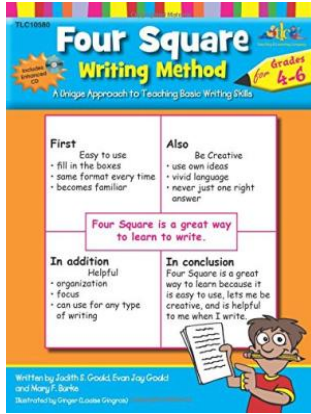 TLC10580
Four Square
Writing Method
Includes
Enhanced
CD
for Grades
4-6
A Unique Approach to Teaching Basic Writing Skills
First
Easy to use
• fill in the boxes
• same format every time
• becomes familiar
Also
Be Creative
• use own ideas
• vivid language
• never just one right
answer
Four Square is a great way
to learn to write.
In addition
Helpful
• organization
• focus
• can use for any type
of writing
In conclusion
Four Square is a great
way to learn because it
is easy to use, lets me be
creative, and is helpful
to me when I write.
Written by Judith S. Gould, Evan Jay Gould
and Mary F. Burke
Illustrated by Ginger (Louise Gingras)